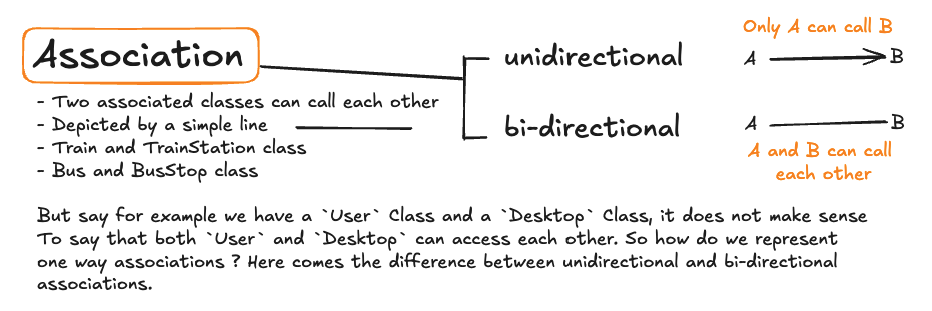 Only A can call B
Association
unidirectional
A
B
- Two associated classes can call each other
- Depicted by a simple line
- Train and TrainStation class
- Bus and BusStop class
bi-directional
A
B
A and B can call
each other
But say for example we have a `User` Class and a `Desktop` Class, it does not make sense
To say that both `User` and `Desktop` can access each other. So how do we represent
one way associations ? Here comes the difference between unidirectional and bi-directional
associations.